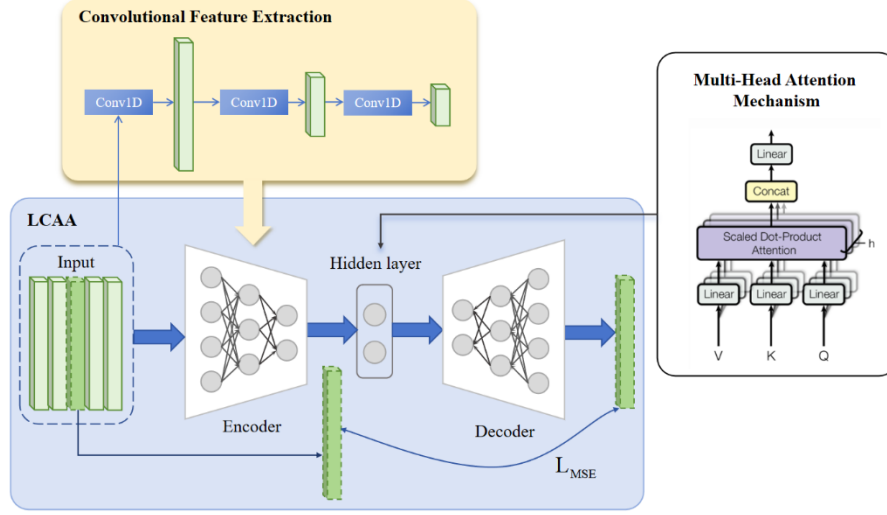 Convolutional Feature Extraction
Conv1D
Conv1D
Conv1D
Multi-Head Attention
Mechanism
Linear
Concat
Scaled Dot-Product
Attention
h
Linear
Linear
Linear
V
K
Q
LCAA
Input
Hidden layer
Encoder
Decoder
LMSE